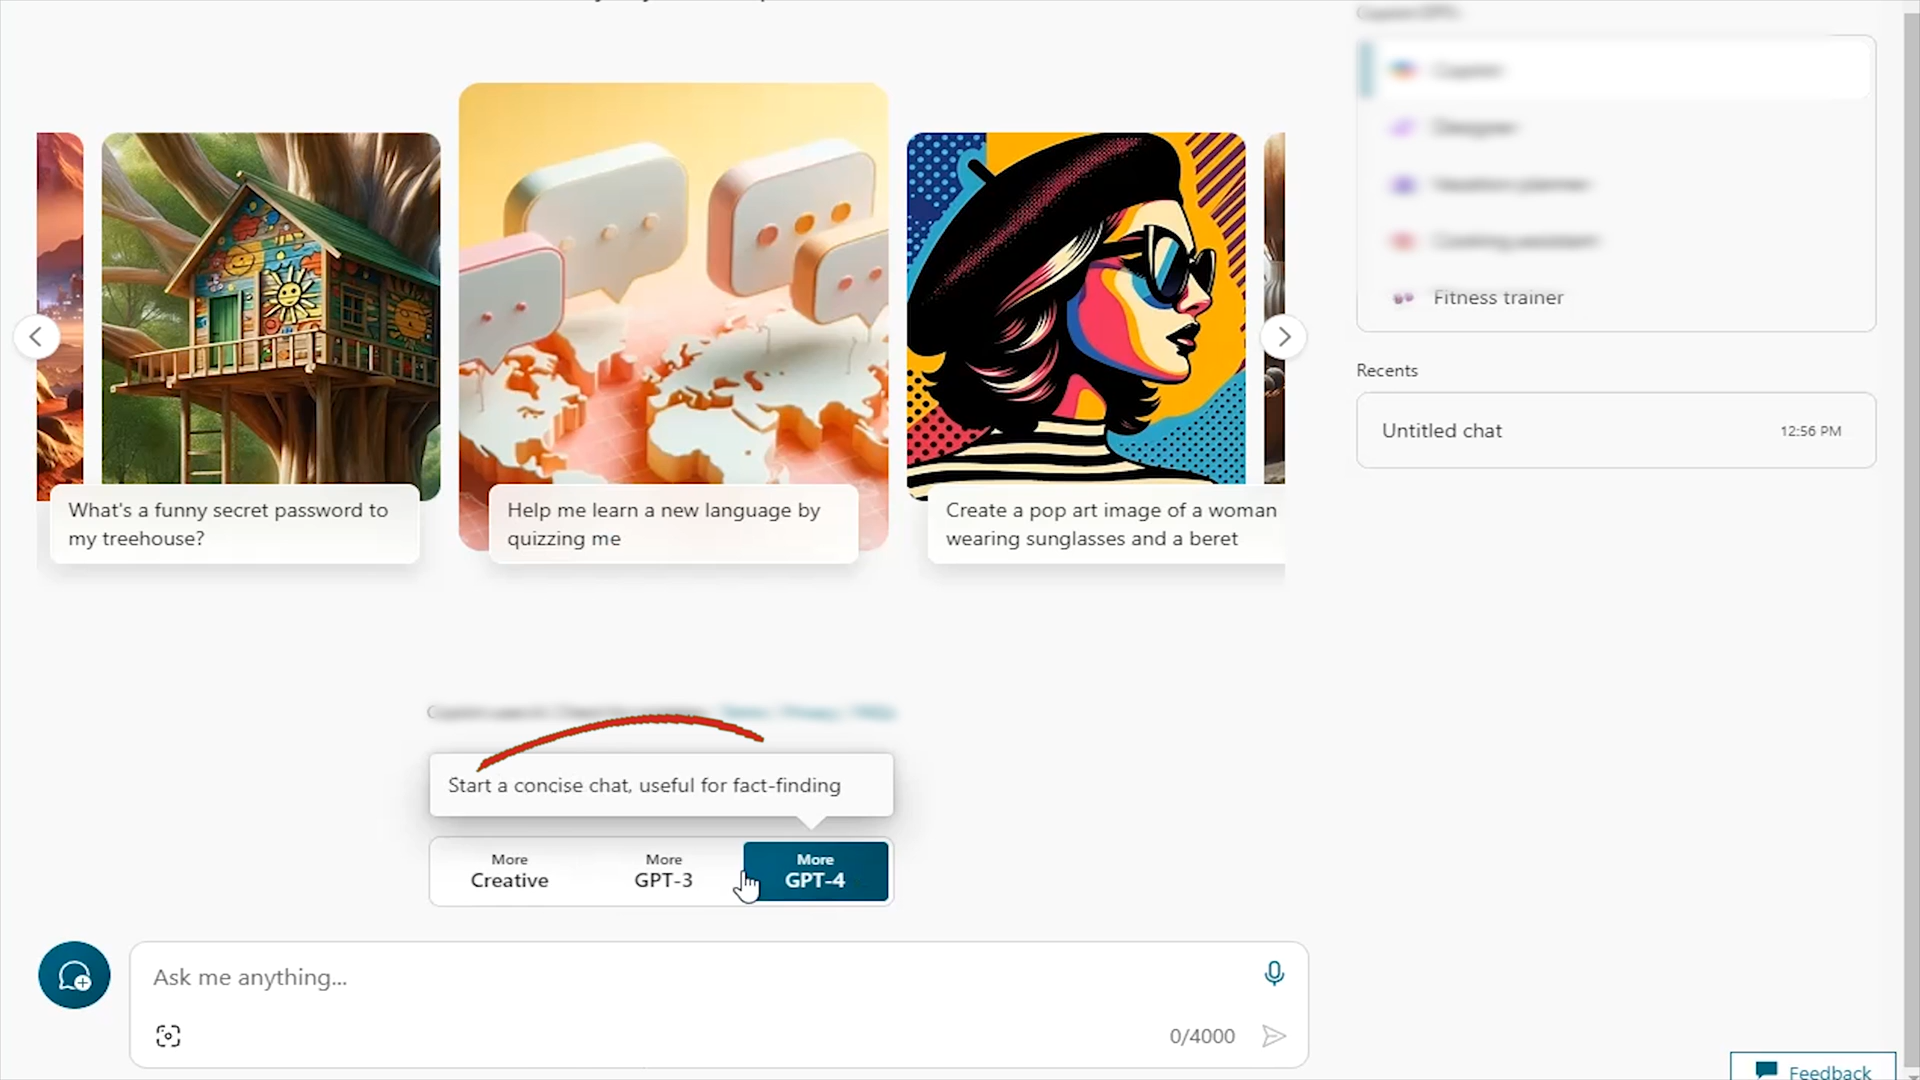 What's a funny secret password to
my treehouse?
Help me learn a new language by
quizzing me
Create a pop art image of a woman
wearing sunglasses and a beret
Start a concise chat, useful for fact-finding
More
Creative
More
GPT-3
More
GPT-4
Ask me anything...
0/4000
Fitness trainer
Recents
Untitled chat
12:56 PM
Feedback